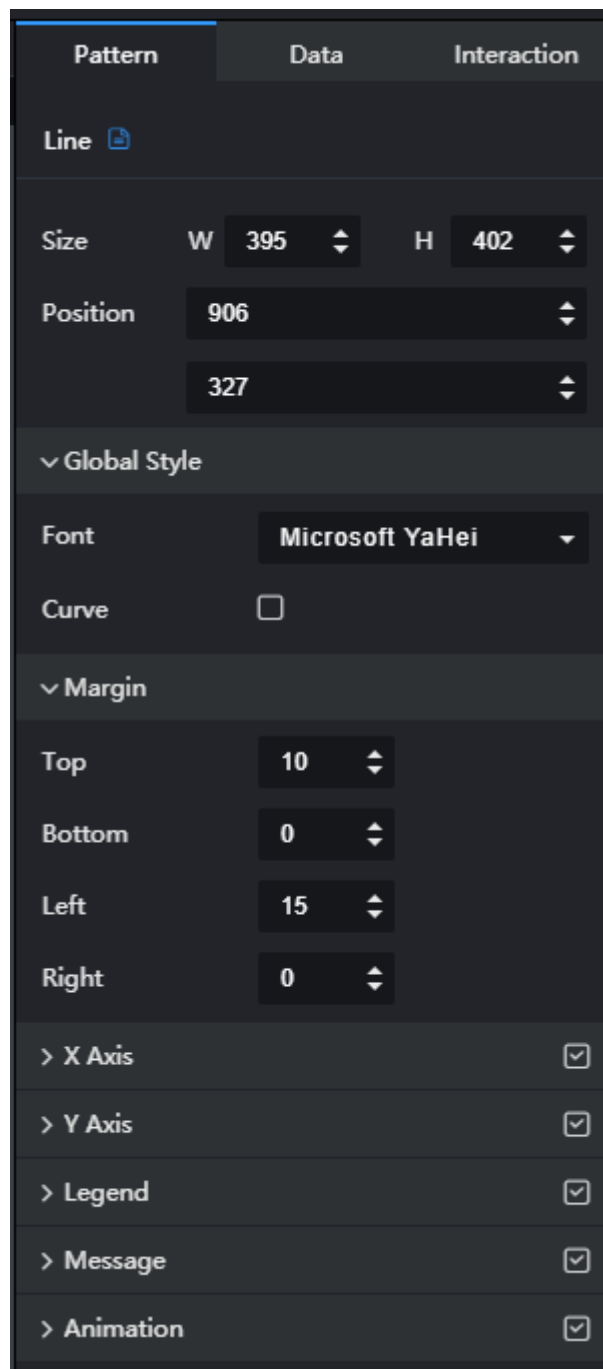 Pattern Data Interaction
Line
Size W 395 H 402
Position 906
327
Global Style
Font Microsoft YaHei
Curve
Margin
Top 10
Bottom 0
Left 15
Right 0
X Axis
Y Axis
Legend
Message
Animation